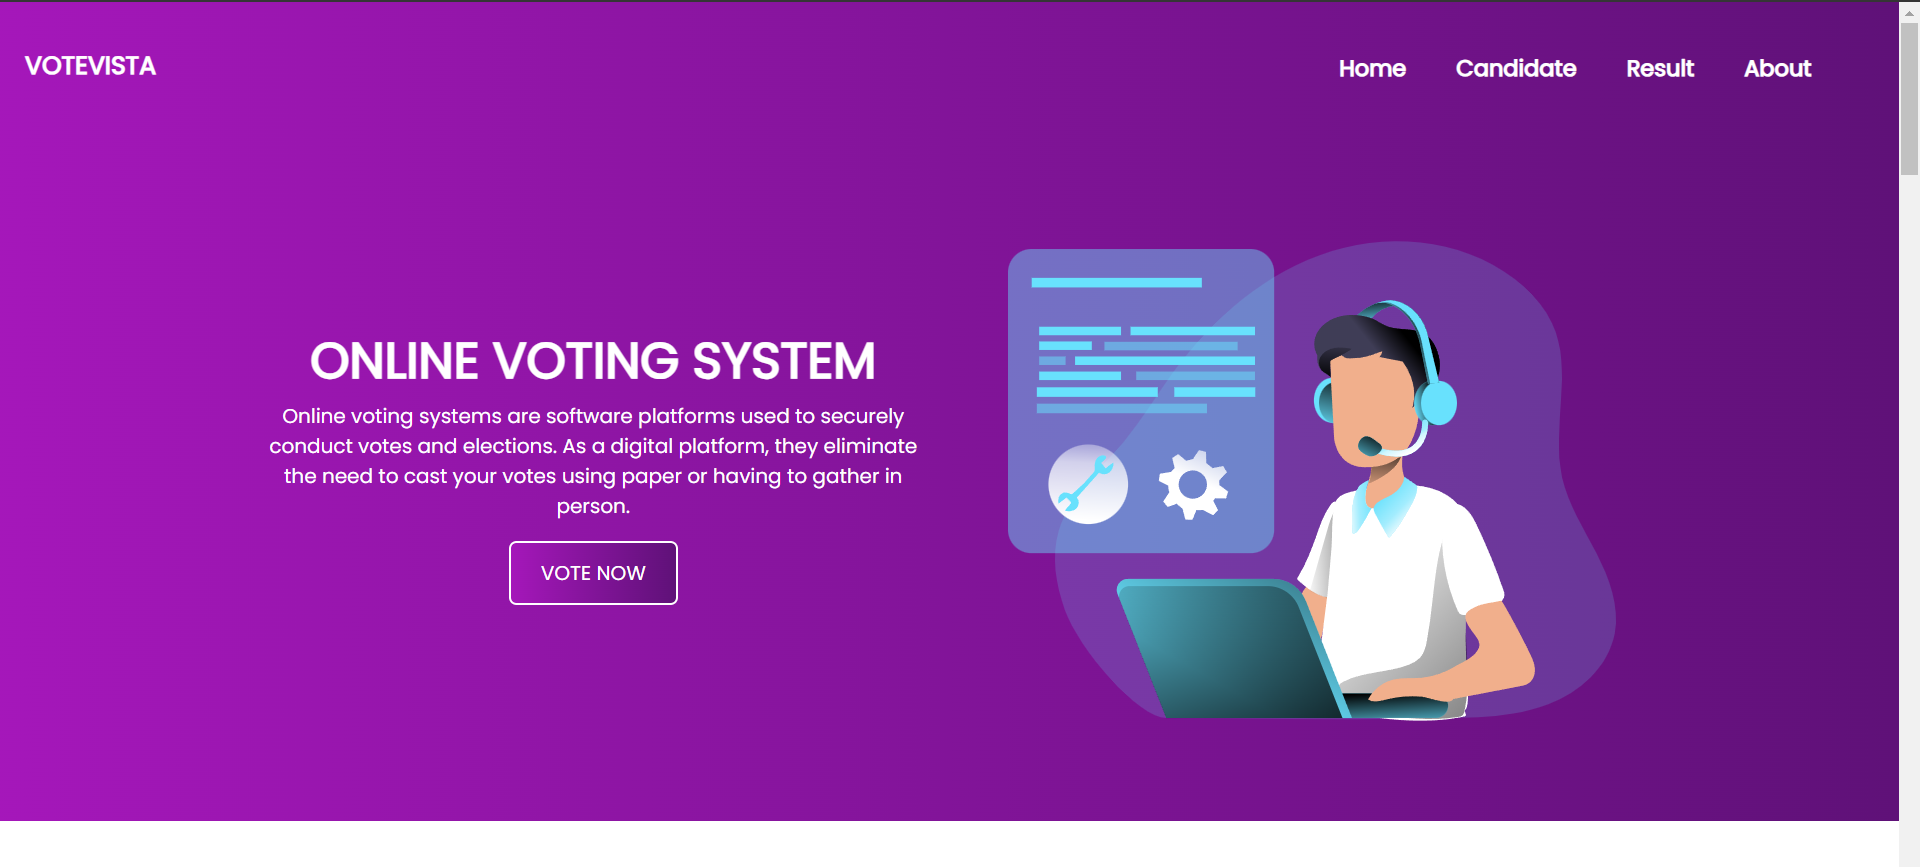 VOTEVISTA
Home Candidate Result About
ONLINE VOTING SYSTEM
Online voting systems are software platforms used to securely
conduct votes and elections. As a digital platform, they eliminate
the need to cast your votes using paper or having to gather in
person.
VOTE NOW